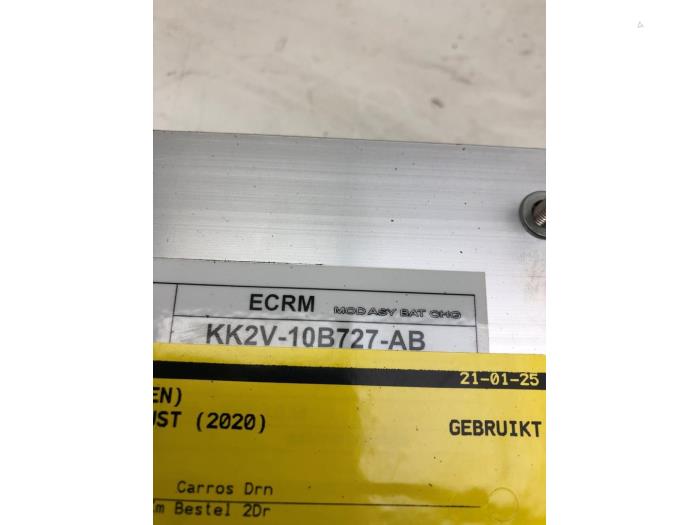 ECRM MOD ASY BAT CHG
KK2V-10B727-AB
21-01-25
EN)
UST (2020) GEBRUIKT
Carros Drn
m Bestel 2Dr